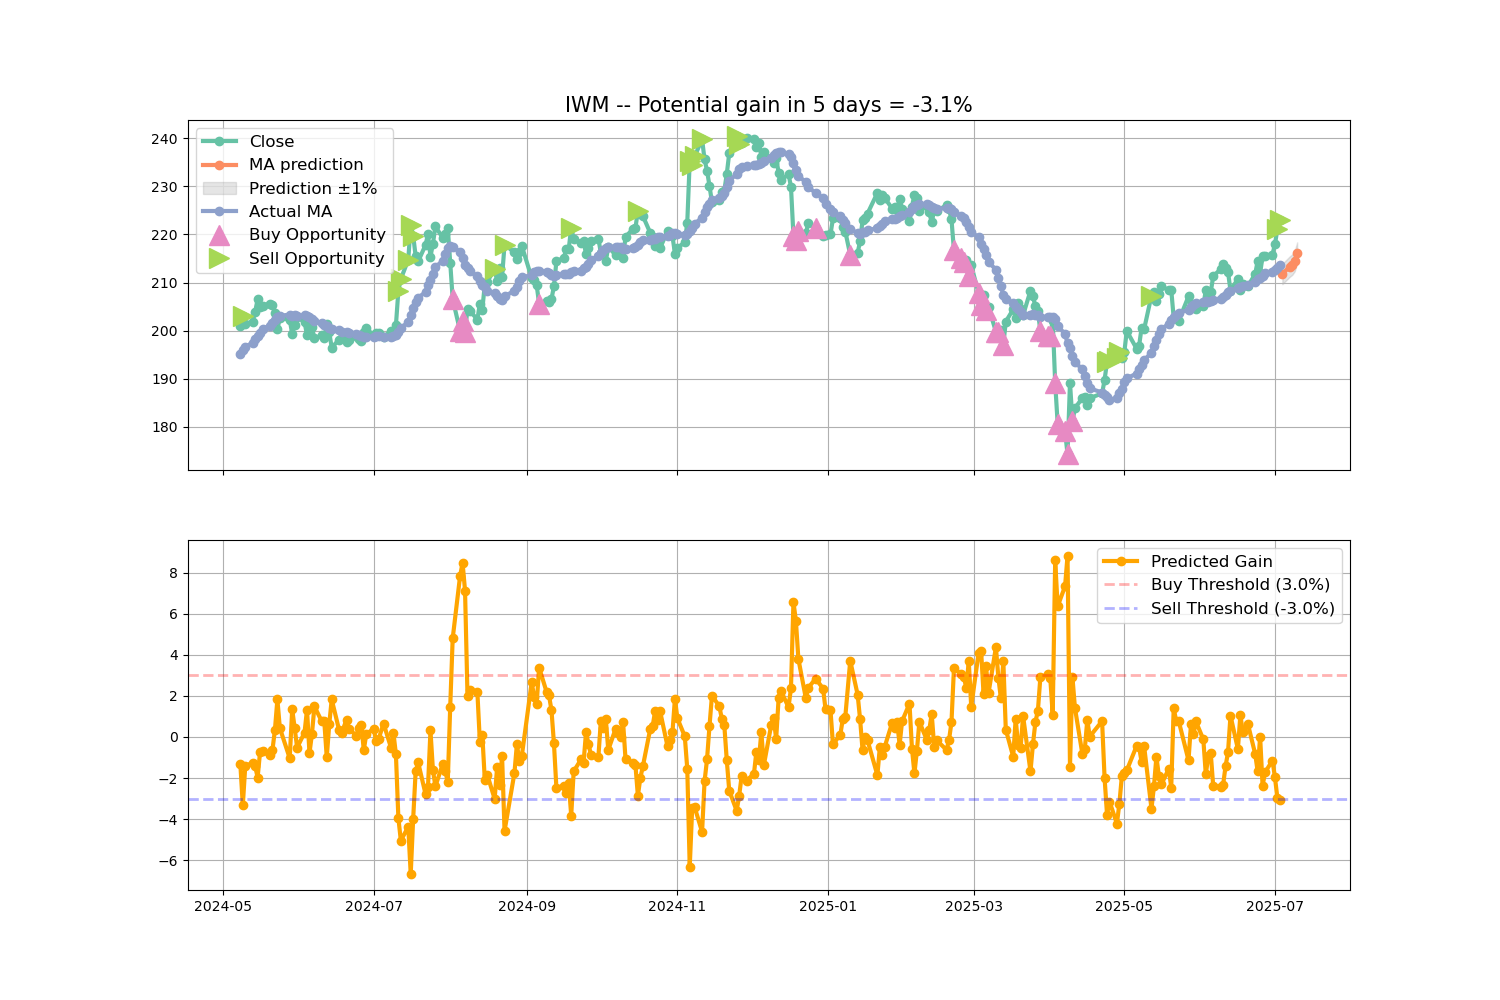 IWM -- Potential gain in 5 days = -3.1%
240
230
220
210
200
190
180
Close
MA prediction
Prediction ±1%
Actual MA
Buy Opportunity
Sell Opportunity
8
6
4
2
0
−2
−4
−6
Predicted Gain
Buy Threshold (3.0%)
Sell Threshold (-3.0%)
2024-05
2024-07
2024-09
2024-11
2025-01
2025-03
2025-05
2025-07